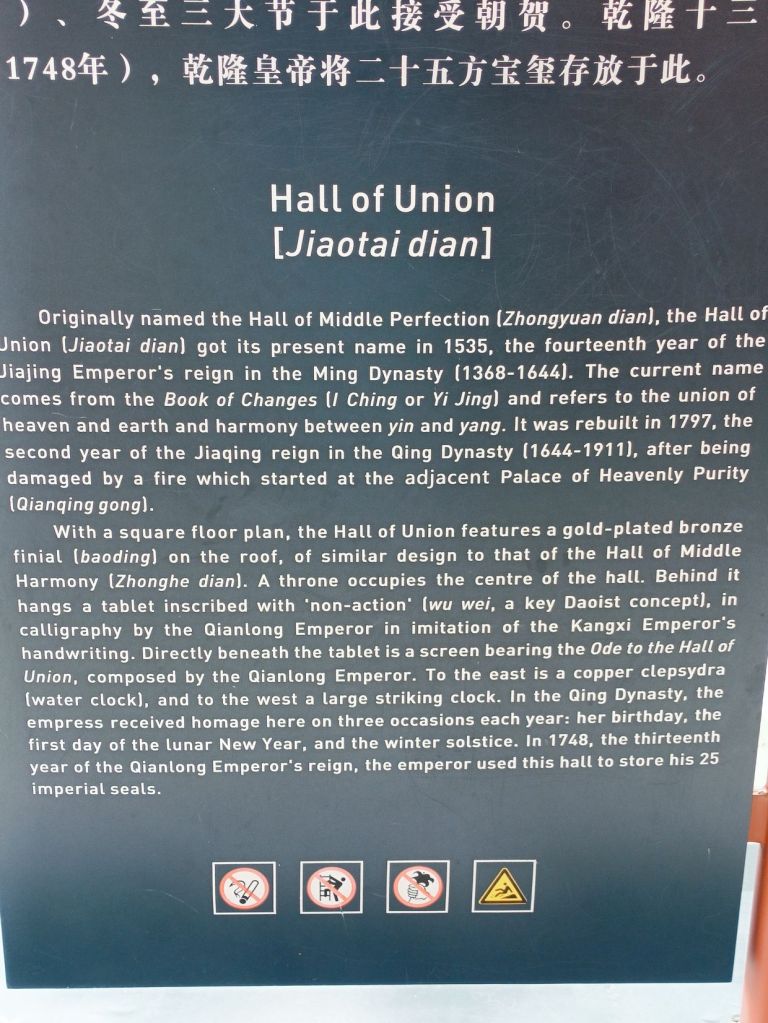 ）、冬至三大节于此接受朝贺。乾隆十三
1748年），乾隆皇帝将二十五方宝玺存放于此。
Hall of Union
[Jiaotai dian]
Originally named the Hall of Middle Perfection (Zhongyuan dian), the Hall of
Union (Jiaotai dian) got its present name in 1535, the fourteenth year of the
Jiajing Emperor's reign in the Ming Dynasty (1368-1644). The current name
comes from the Book of Changes (I Ching or Yi Jing) and refers to the union of
heaven and earth and harmony between yin and yang. It was rebuilt in 1797, the
second year of the Jiaqing reign in the Qing Dynasty (1644-1911), after being
damaged by a fire which started at the adjacent Palace of Heavenly Purity
(Qianqing gong).
With a square floor plan, the Hall of Union features a gold-plated bronze
finial (baoding) on the roof, of similar design to that of the Hall of Middle
Harmony (Zhonghe dian). A throne occupies the centre of the hall. Behind it
hangs a tablet inscribed with 'non-action' (wu wei, a key Daoist concept), in
calligraphy by the Qianlong Emperor in imitation of the Kangxi Emperor's
handwriting. Directly beneath the tablet is a screen bearing the Ode to the Hall of
Union, composed by the Qianlong Emperor. To the east is a copper clepsydra
(water clock), and to the west a large striking clock. In the Qing Dynasty, the
empress received homage here on three occasions each year: her birthday, the
first day of the lunar New Year, and the winter solstice. In 1748, the thirteenth
year of the Qianlong Emperor's reign, the emperor used this hall to store his 25
imperial seals.